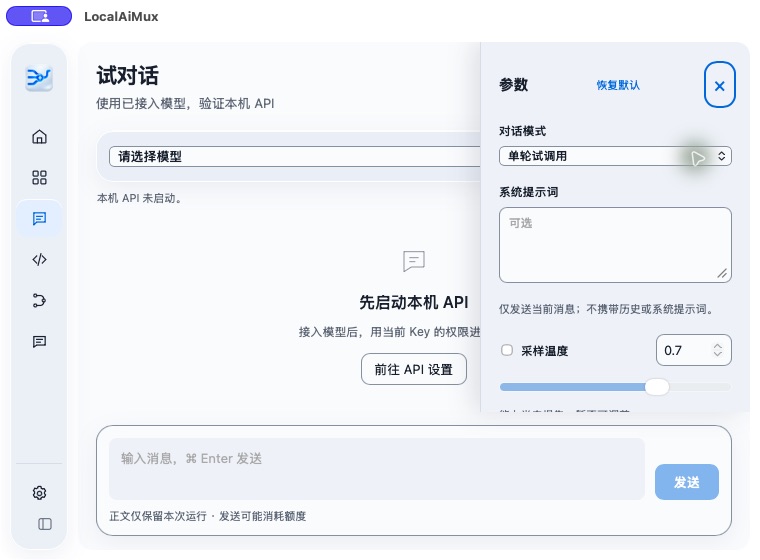 LocalAiMux
试对话
使用已接入模型，验证本机 API
请选择模型
本机 API 未启动。
先启动本机 API
接入模型后，用当前 Key 的权限进
前往 API 设置
参数
恢复默认
对话模式
单轮试调用
系统提示词
可选
仅发送当前消息；不携带历史或系统提示词。
采样温度
0.7
输入消息，⌘ Enter 发送
发送
正文仅保留本次运行 · 发送可能消耗额度